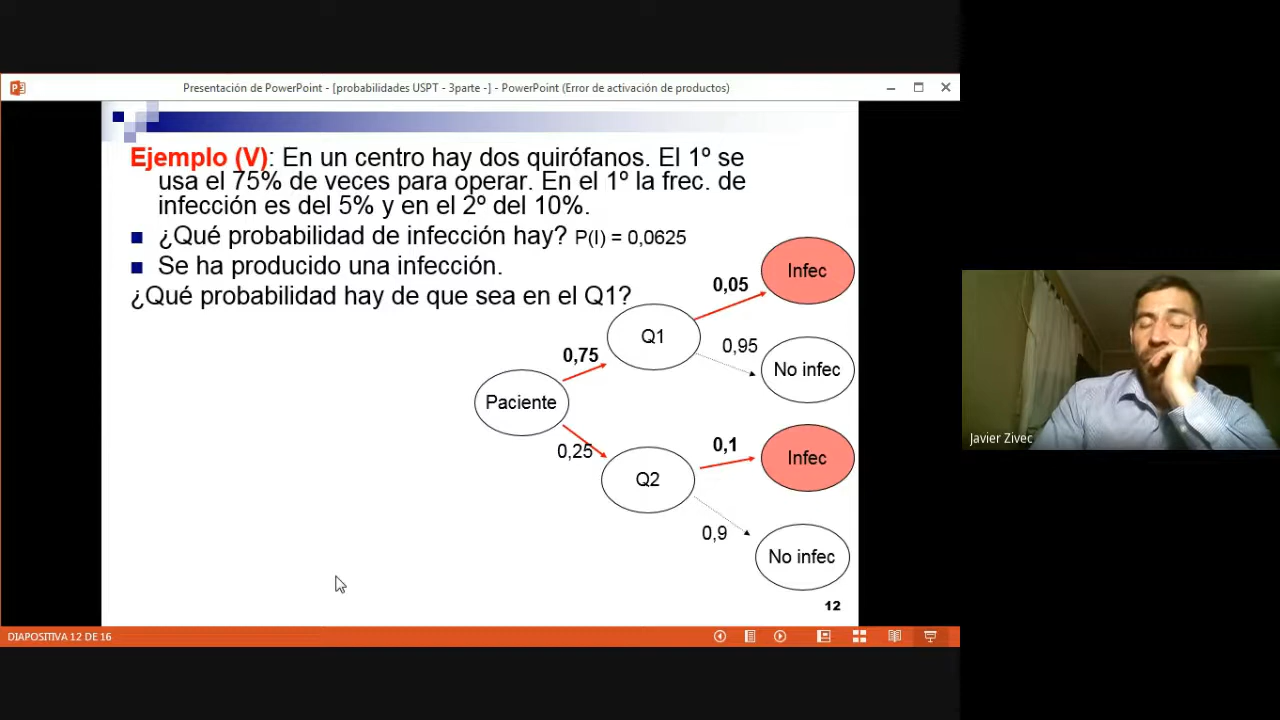 Presentación de PowerPoint - [probabilidades USPT - 3parte -] - PowerPoint (Error de activación de productos)
Ejemplo (V): En un centro hay dos quirófanos. El 1º se
usa el 75% de veces para operar. En el 1º la frec. de
infección es del 5% y en el 2º del 10%.
¿Qué probabilidad de infección hay? P(I) = 0,0625
Se ha producido una infección.
¿Qué probabilidad hay de que sea en el Q1?
Infec
0,05
Q1
0,95
No infec
0,75
Paciente
0,25
0,1
Infec
Q2
0,9
No infec
12
DIAPOSITIVA 12 DE 16
Javier Zivec